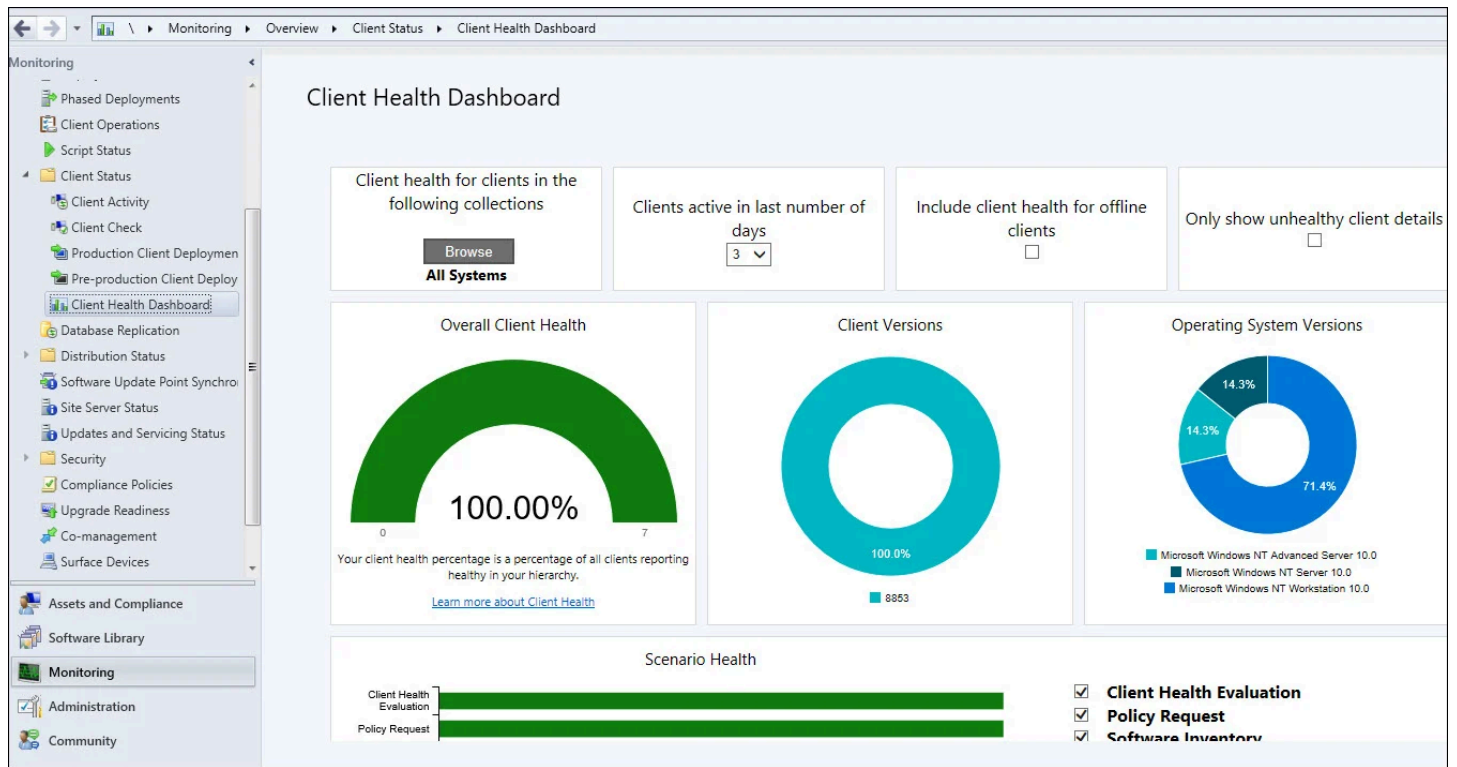 \ Monitoring Overview Client Status Client Health Dashboard
Monitoring
Phased Deployments
Client Operations
Script Status
Client Status
Client Activity
Client Check
Production Client Deploymen
Pre-production Client Deploy
Client Health Dashboard
Database Replication
Distribution Status
Software Update Point Synchro
Site Server Status
Updates and Servicing Status
Security
Compliance Policies
Upgrade Readiness
Co-management
Surface Devices
Assets and Compliance
Software Library
Monitoring
Administration
Community
Client Health Dashboard
Client health for clients in the
following collections
Browse
All Systems
Clients active in last number of
days
3
Include client health for offline
clients
Only show unhealthy client details
Overall Client Health
100.00%
0 7
Your client health percentage is a percentage of all clients reporting
healthy in your hierarchy.
Learn more about Client Health
Client Versions
100.0%
8853
Operating System Versions
14.3%
14.3%
71.4%
Microsoft Windows NT Advanced Server 10.0
Microsoft Windows NT Server 10.0
Microsoft Windows NT Workstation 10.0
Scenario Health
Client Health
Evaluation
Policy Request
Client Health Evaluation
Policy Request
Software Inventory